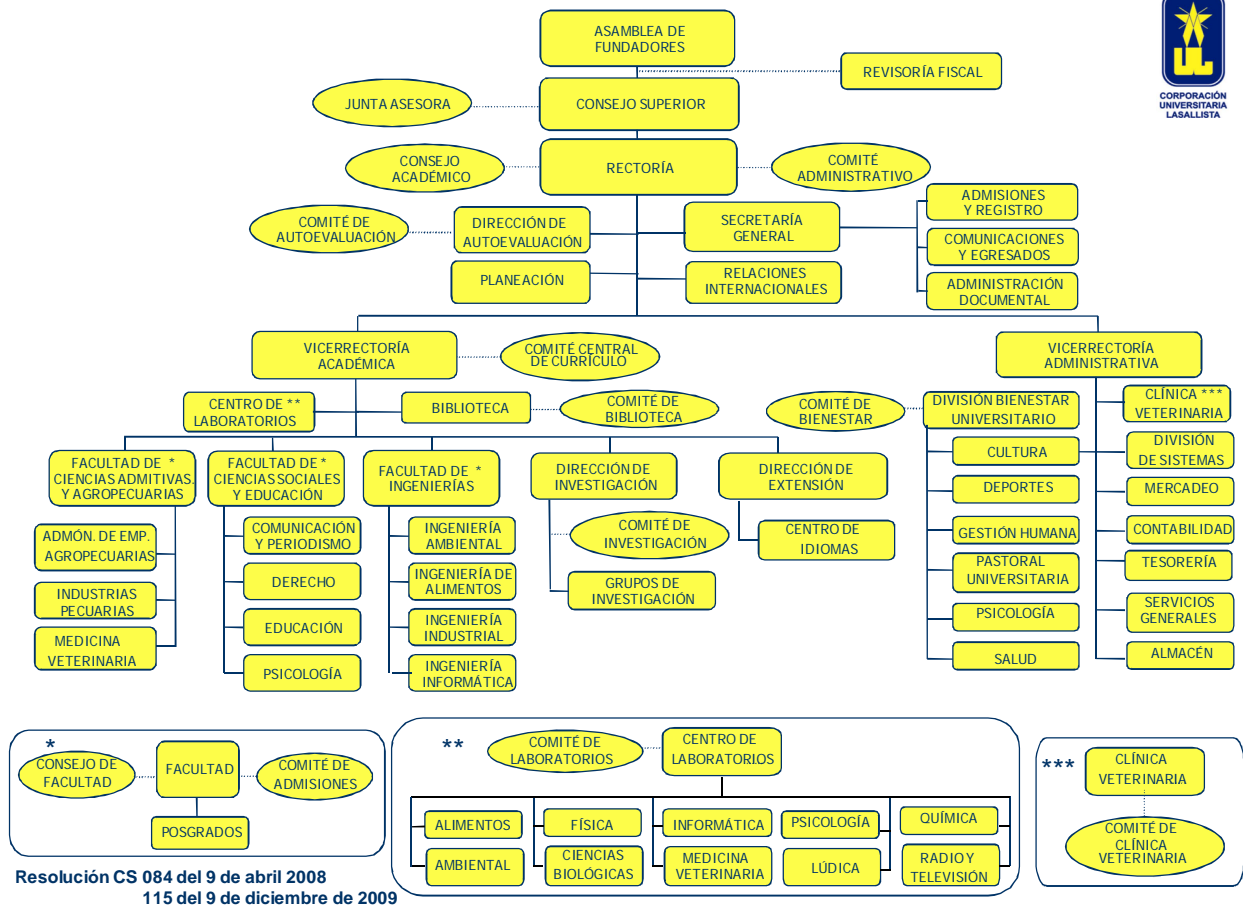 ASAMBLEA DE
FUNDADORES
REVISORÍA FISCAL
UL
CORPORACIÓN
UNIVERSITARIA
LASALLISTA
JUNTA ASESORA
CONSEJO SUPERIOR
CONSEJO
ACADÉMICO
RECTORÍA
COMITÉ
ADMINISTRATIVO
COMITÉ DE
AUTOEVALUACIÓN
DIRECCIÓN DE
AUTOEVALUACIÓN
SECRETARÍA
GENERAL
ADMISIONES
Y REGISTRO
COMUNICACIONES
Y EGRESADOS
ADMINISTRACIÓN
DOCUMENTAL
PLANEACIÓN
RELACIONES
INTERNACIONALES
VICERRECTORÍA
ACADÉMICA
COMITÉ CENTRAL
DE CURRÍCULO
VICERRECTORÍA
ADMINISTRATIVA
CENTRO DE **
LABORATORIOS
BIBLIOTECA
COMITÉ DE
BIBLIOTECA
COMITÉ DE
BIENESTAR
DIVISIÓN BIENESTAR
UNIVERSITARIO
CLÍNICA ***
VETERINARIA
FACULTAD DE *
CIENCIAS ADMITIVAS.
Y AGROPECUARIAS
FACULTAD DE *
CIENCIAS SOCIALES
Y EDUCACIÓN
FACULTAD DE *
INGENIERÍAS
DIRECCIÓN DE
INVESTIGACIÓN
DIRECCIÓN DE
EXTENSIÓN
CULTURA
DIVISIÓN
DE SISTEMAS
DEPORTES
MERCADEO
ADMÓN. DE EMP.
AGROPECUARIAS
COMUNICACIÓN
Y PERIODISMO
INGENIERÍA
AMBIENTAL
COMITÉ DE
INVESTIGACIÓN
CENTRO DE
IDIOMAS
GESTIÓN HUMANA
CONTABILIDAD
INDUSTRIAS
PECUARIAS
DERECHO
INGENIERÍA DE
ALIMENTOS
GRUPOS DE
INVESTIGACIÓN
PASTORAL
UNIVERSITARIA
TESORERÍA
MEDICINA
VETERINARIA
EDUCACIÓN
INGENIERÍA
INDUSTRIAL
PSICOLOGÍA
SERVICIOS
GENERALES
PSICOLOGÍA
INGENIERÍA
INFORMÁTICA
SALUD
ALMACÉN
*
CONSEJO DE
FACULTAD
FACULTAD
COMITÉ DE
ADMISIONES
POSGRADOS
**
COMITÉ DE
LABORATORIOS
CENTRO DE
LABORATORIOS
ALIMENTOS
FÍSICA
INFORMÁTICA
PSICOLOGÍA
QUÍMICA
AMBIENTAL
CIENCIAS
BIOLÓGICAS
MEDICINA
VETERINARIA
LÚDICA
RADIO Y
TELEVISIÓN
***
CLÍNICA
VETERINARIA
COMITÉ DE
CLÍNICA
VETERINARIA
Resolución CS 084 del 9 de abril 2008
115 del 9 de diciembre de 2009